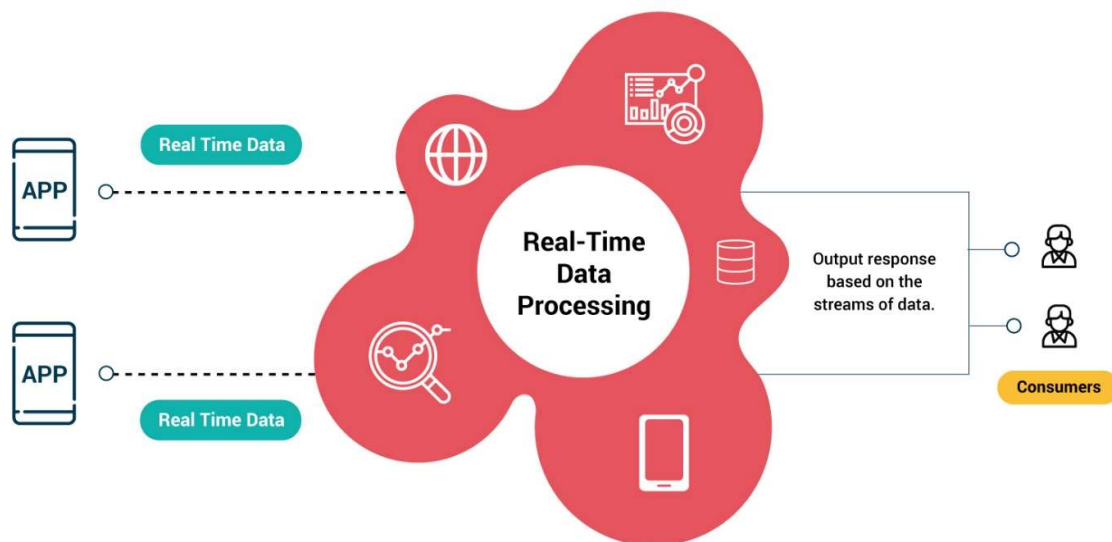 Real Time Data
APP
Real-Time
Data
Processing
Output response
based on the
streams of data.
APP
Real Time Data
Consumers